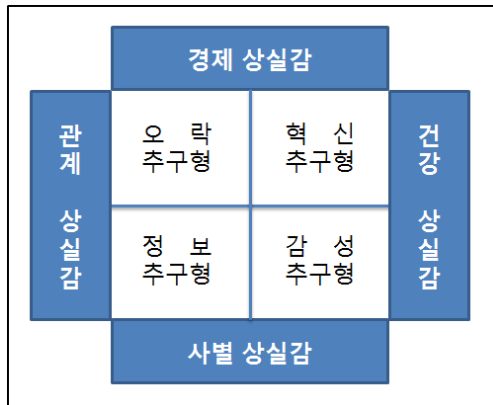 경제 상실감
관계 상실감
오 락
추구형
혁 신
추구형
건강 상실감
정 보
추구형
감 성
추구형
사별 상실감